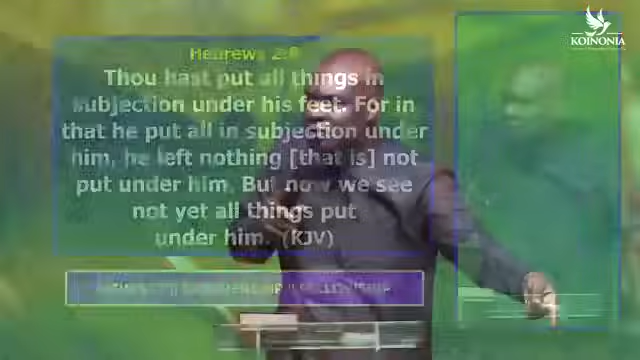 Hebrews 2:8
Thou hast put all things in
subjection under his feet. For in
that he put all in subjection under
him, he left nothing [that is] not
put under him. But now we see
not yet all things put
under him. (KJV)
KOINONIA